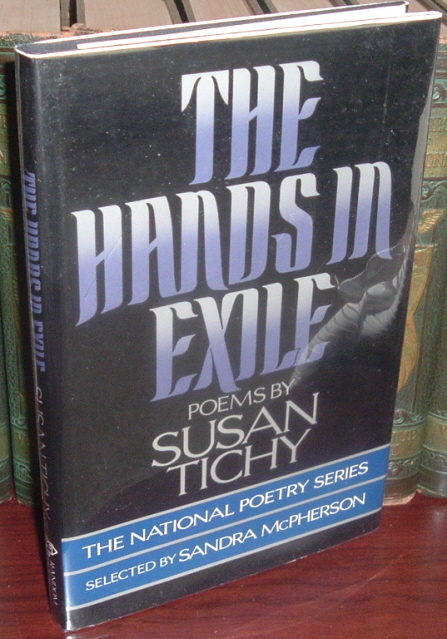 THE
HANDS IN
EXILE
POEMS BY
SUSAN
TICHY
THE NATIONAL POETRY SERIES
SELECTED BY SANDRA McPHERSON
THE HANDS IN EXILE
SUSAN TICHY
RANDOM